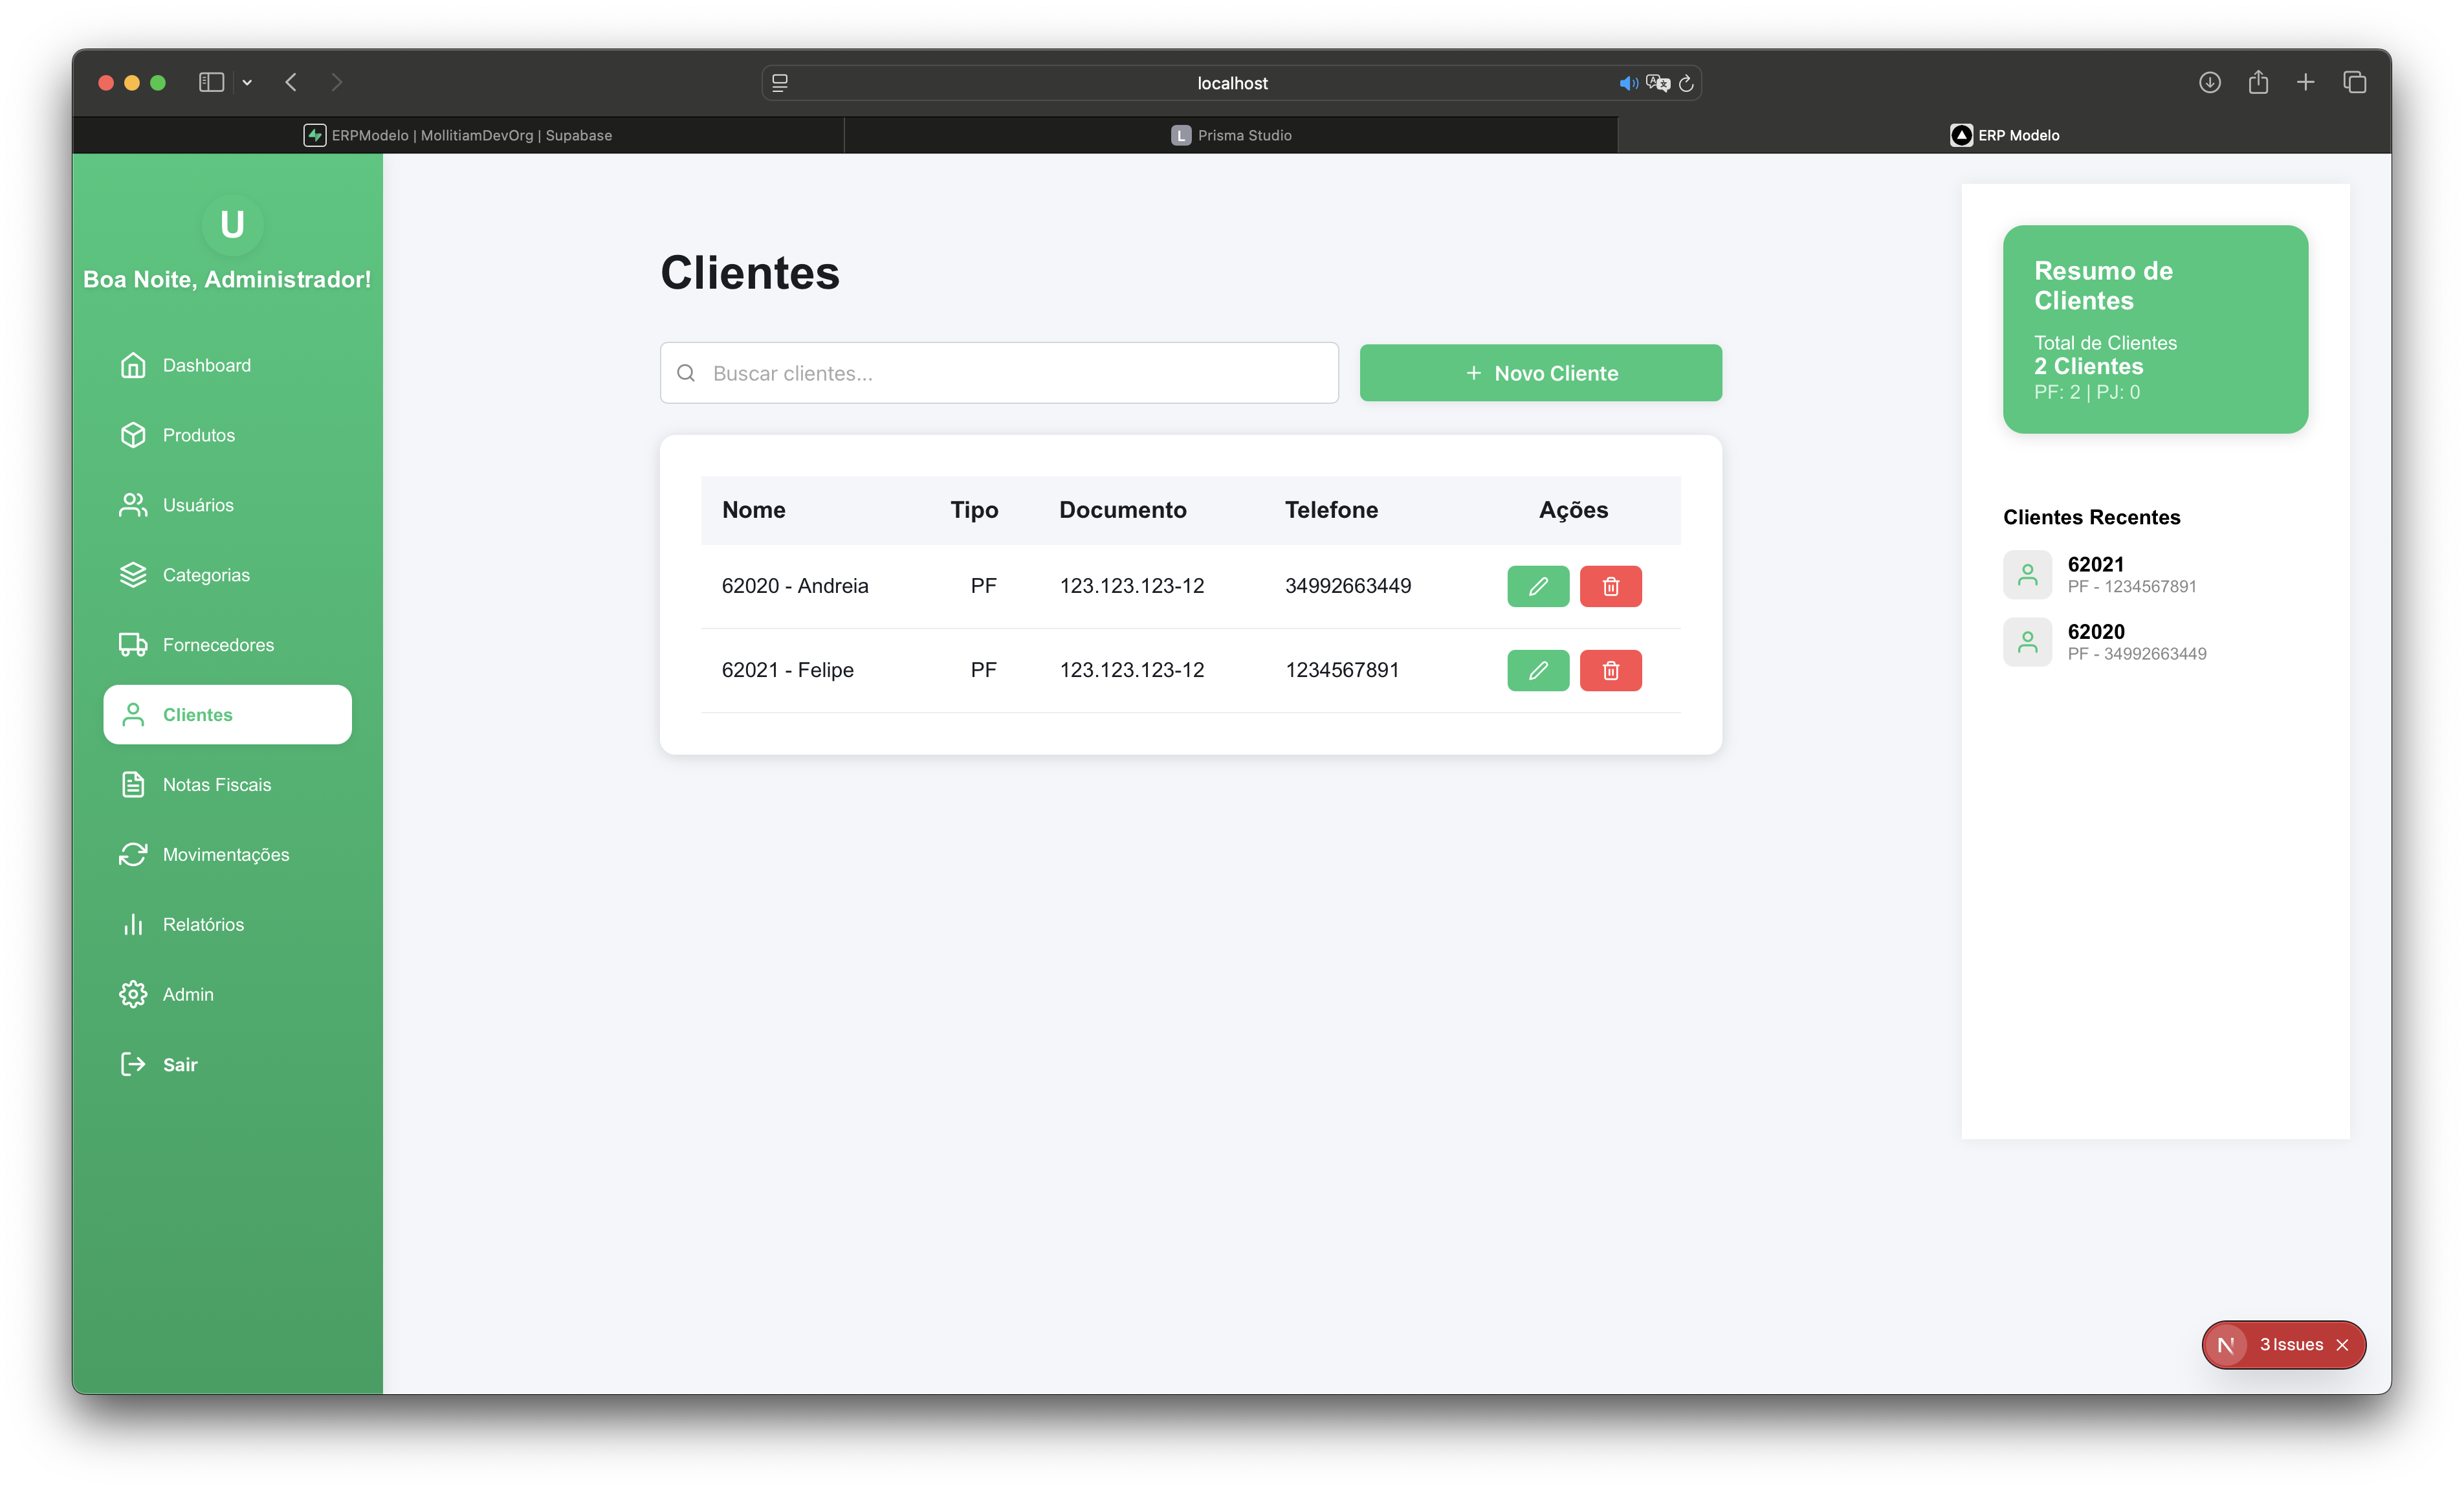 localhost
ERPModelo | MollitiamDevOrg | Supabase
L Prisma Studio
ERP Modelo
U
Boa Noite, Administrador!
Dashboard
Produtos
Usuários
Categorias
Fornecedores
Clientes
Notas Fiscais
Movimentações
Relatórios
Admin
Sair
Clientes
Buscar clientes...
+ Novo Cliente
Nome Tipo Documento Telefone Ações
62020 - Andreia PF 123.123.123-12 34992663449
62021 - Felipe PF 123.123.123-12 1234567891
Resumo de
Clientes
Total de Clientes
2 Clientes
PF: 2 | PJ: 0
Clientes Recentes
62021
PF - 1234567891
62020
PF - 34992663449
N 3 Issues